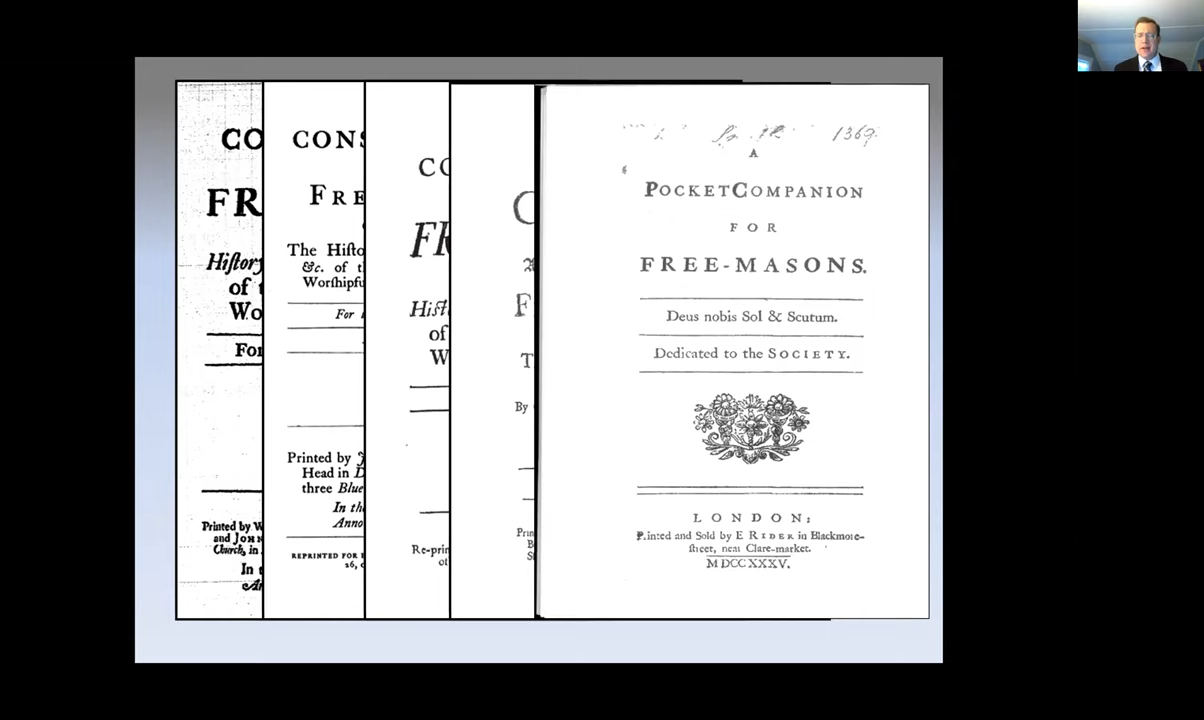 CO
FR
Hiſtory
of
Wo
For
Printed by W
and JOHN
Church, in
In t
An
CONS
FRE
The Hiſto
&c. of t
Worſhipfu
For
Printed by J
Head in D
three Blue
In th
Anno
REPRINTED FOR
26,
CO
FR
Hiſt
of
W
Re-prin
of
C
F
T
By
Prin
B
S
1369
A
POCKET COMPANION
FOR
FREE-MASONS.
Deus nobis Sol & Scutum.
Dedicated to the SOCIETY.
LONDON:
Printed and Sold by E RIDER in Blackmore-
ſtreet, near Clare-market.
MDCCXXXV.